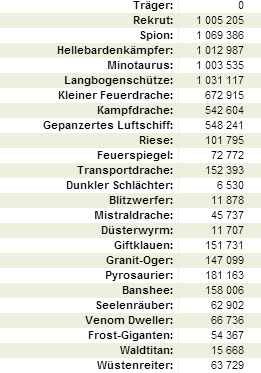 Träger: 0
Rekrut: 1 005 205
Spion: 1 069 386
Hellebardenkämpfer: 1 012 987
Minotaurus: 1 003 535
Langbogenschütze: 1 031 117
Kleiner Feuerdrache: 672 915
Kampfdrache: 542 604
Gepanzertes Luftschiff: 548 241
Riese: 101 795
Feuerspiegel: 72 772
Transportdrache: 152 393
Dunkler Schlächter: 6 530
Blitzwerfer: 11 878
Mistraldrache: 45 737
Düsterwyrm: 11 707
Giftklauen: 151 731
Granit-Oger: 147 099
Pyrosaurier: 181 163
Banshee: 158 006
Seelenräuber: 62 902
Venom Dweller: 66 736
Frost-Giganten: 54 367
Waldtitan: 15 668
Wüstenreiter: 63 729